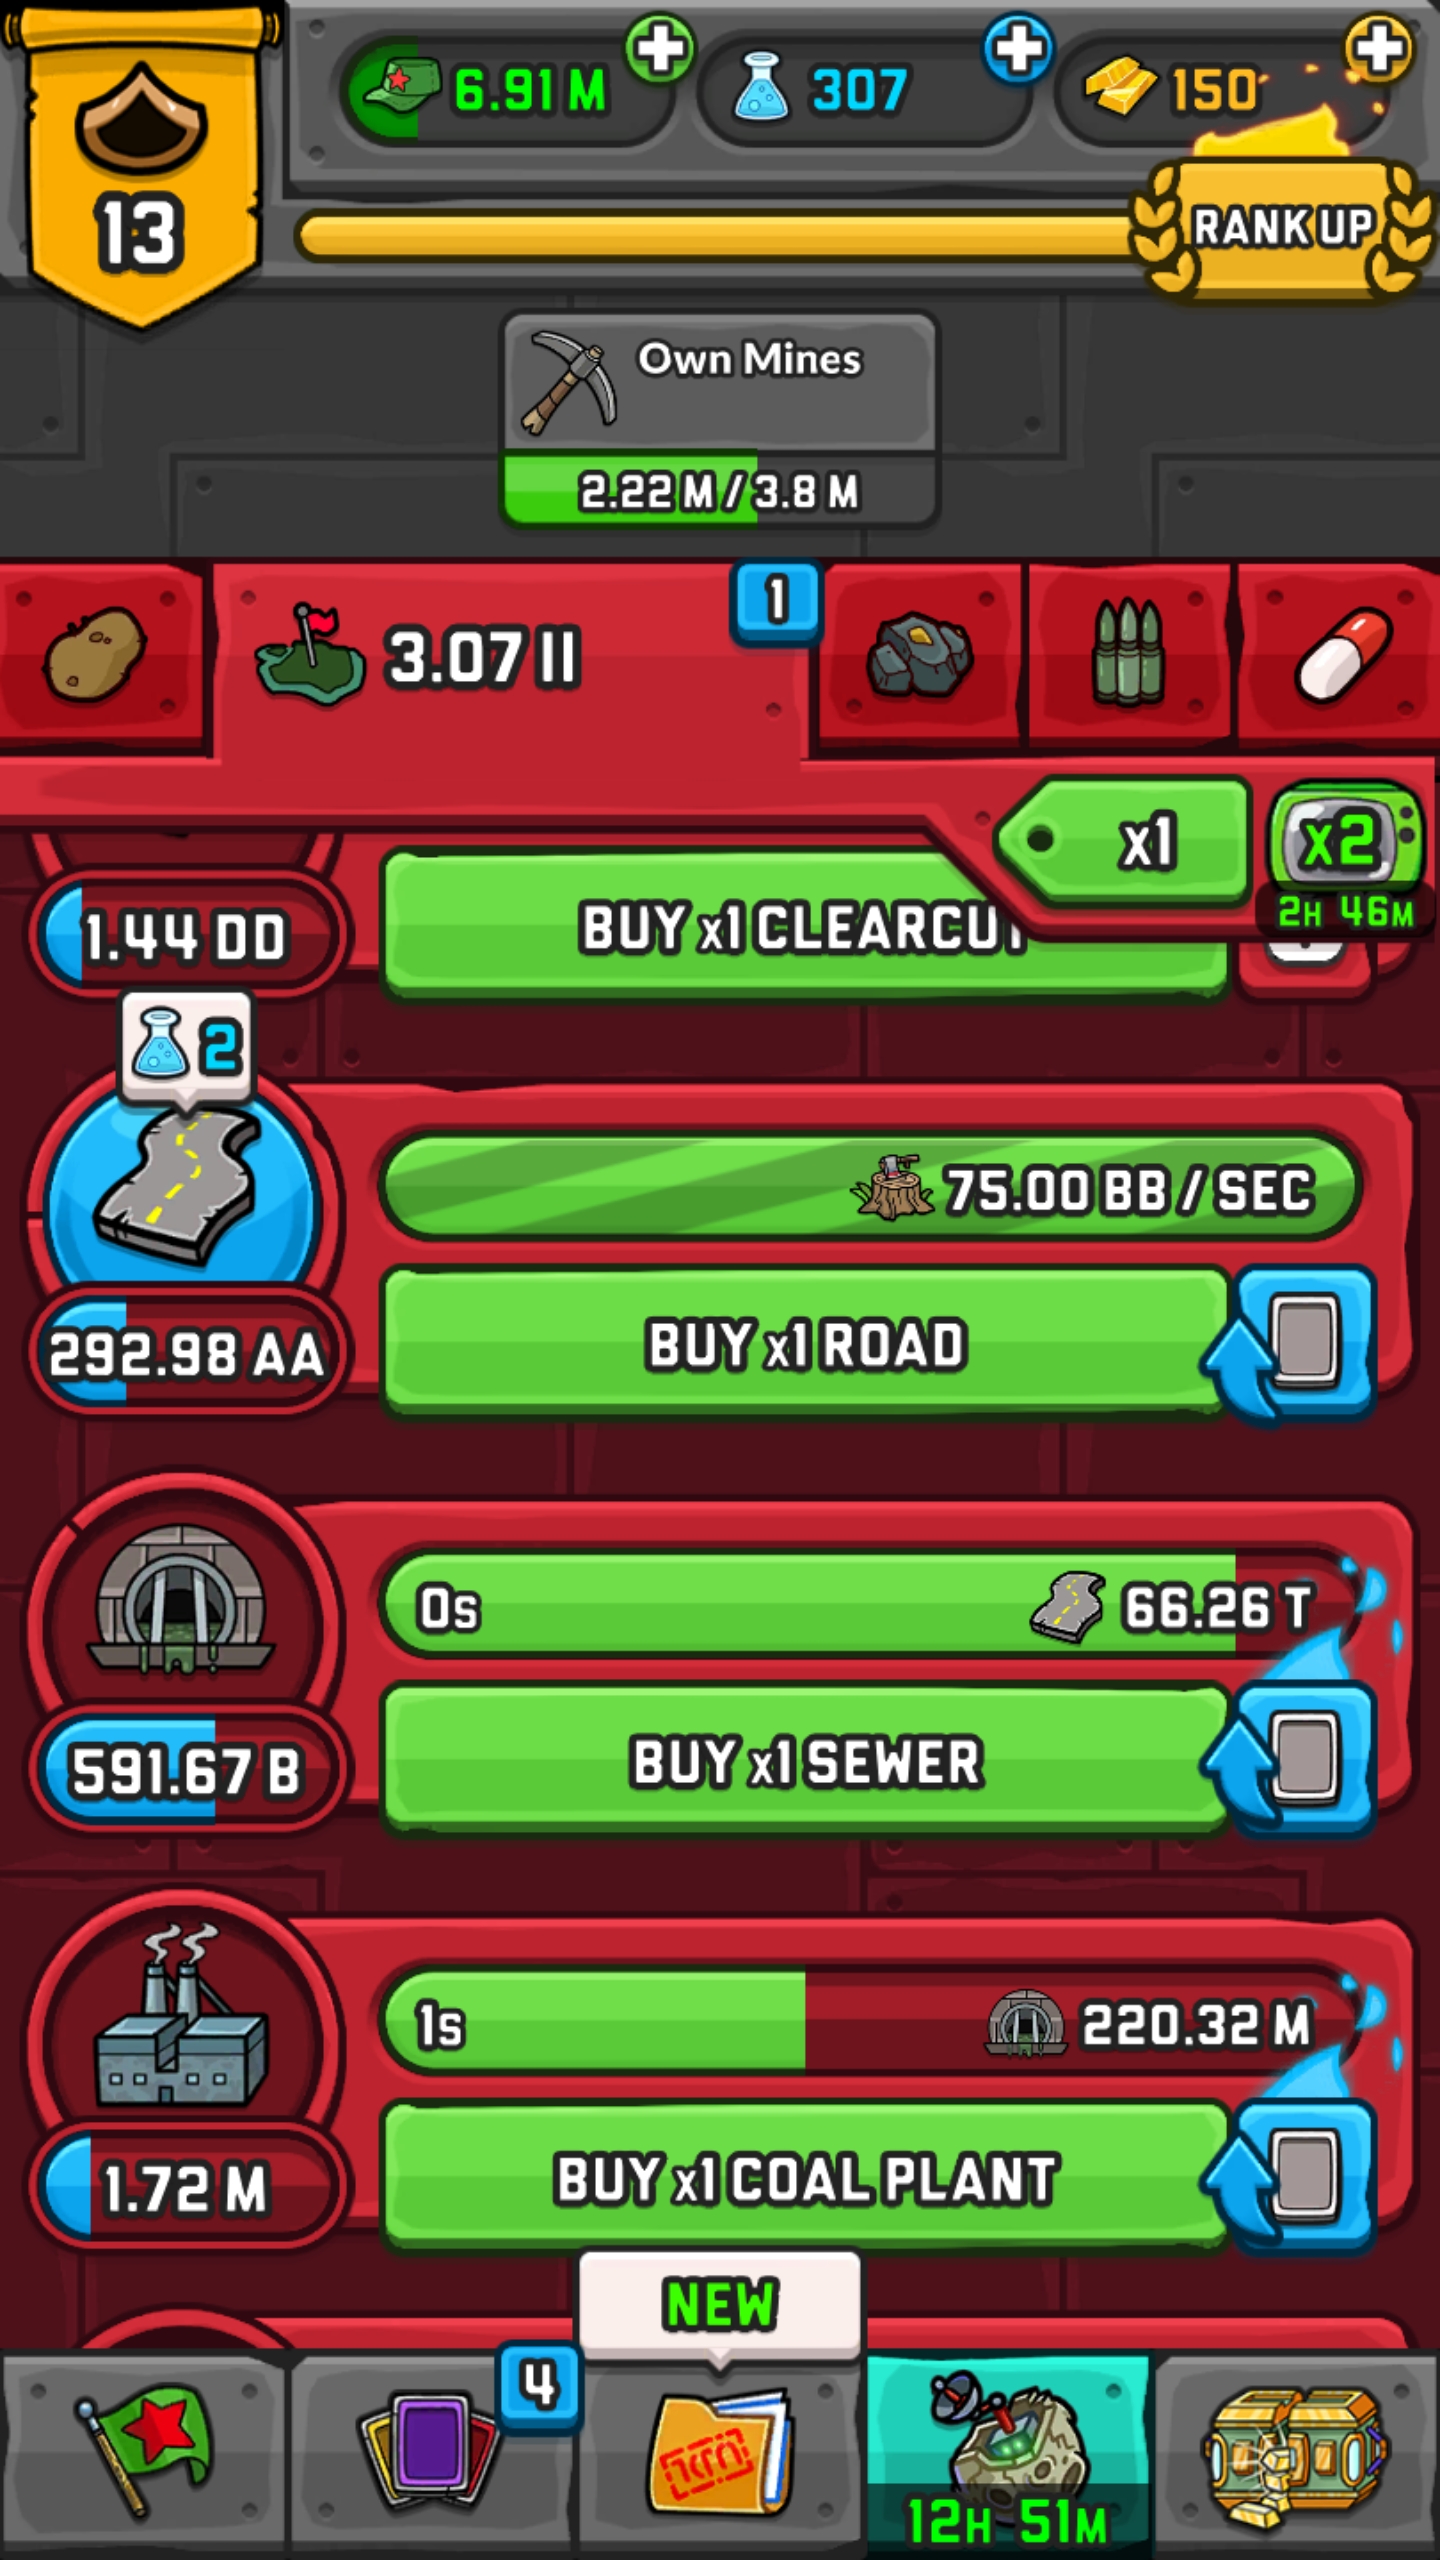 6.91 M
307
150
13
RANK UP
Own Mines
2.22 M / 3.8 M
3.07 II
1
x1
x2
2H 46M
1.44 DD
BUY x1 CLEARCUT
2
75.00 BB / SEC
292.98 AA
BUY x1 ROAD
0s
66.26 T
591.67 B
BUY x1 SEWER
1s
220.32 M
1.72 M
BUY x1 COAL PLANT
NEW
4
12H 51M